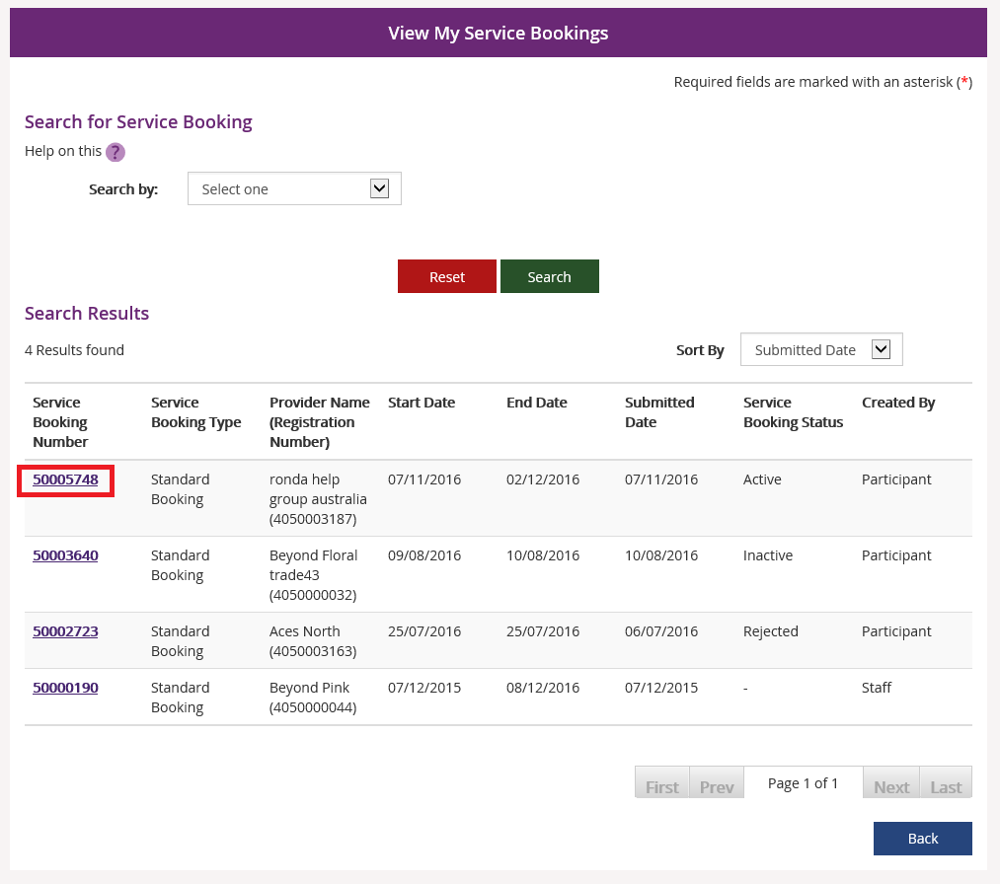 View My Service Bookings
Required fields are marked with an asterisk (*)
Search for Service Booking
Help on this ?
Search by: Select one
Reset Search
Search Results
4 Results found Sort By Submitted Date
Service Booking Number Service Booking Type Provider Name (Registration Number) Start Date End Date Submitted Date Service Booking Status Created By
50005748 Standard Booking ronda help group australia (4050003187) 07/11/2016 02/12/2016 07/11/2016 Active Participant
50003640 Standard Booking Beyond Floral trade43 (4050000032) 09/08/2016 10/08/2016 10/08/2016 Inactive Participant
50002723 Standard Booking Aces North (4050003163) 25/07/2016 25/07/2016 06/07/2016 Rejected Participant
50000190 Standard Booking Beyond Pink (4050000044) 07/12/2015 08/12/2016 07/12/2015 - Staff
First Prev Page 1 of 1 Next Last
Back